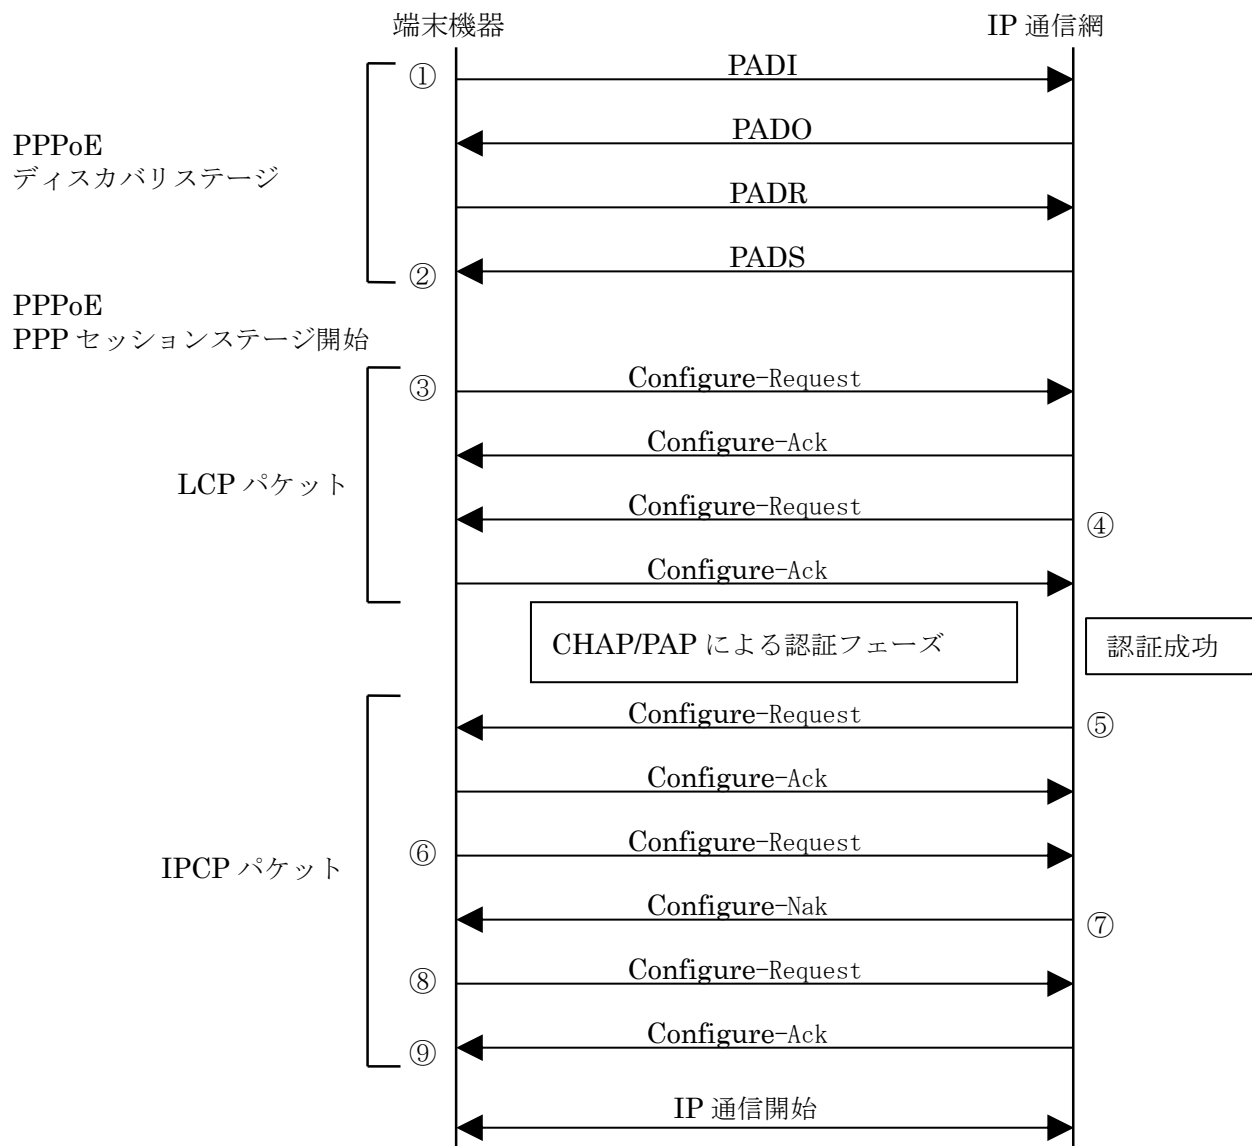 端末機器
IP 通信網
① PADI
PADO
PPPoE
ディスカバリステージ
PADR
② PADS
PPPoE
PPP セッションステージ開始
③ Configure-Request
Configure-Ack
LCP パケット
Configure-Request ④
Configure-Ack
CHAP/PAP による認証フェーズ
認証成功
Configure-Request ⑤
Configure-Ack
⑥ Configure-Request
IPCP パケット
Configure-Nak ⑦
⑧ Configure-Request
⑨ Configure-Ack
IP 通信開始